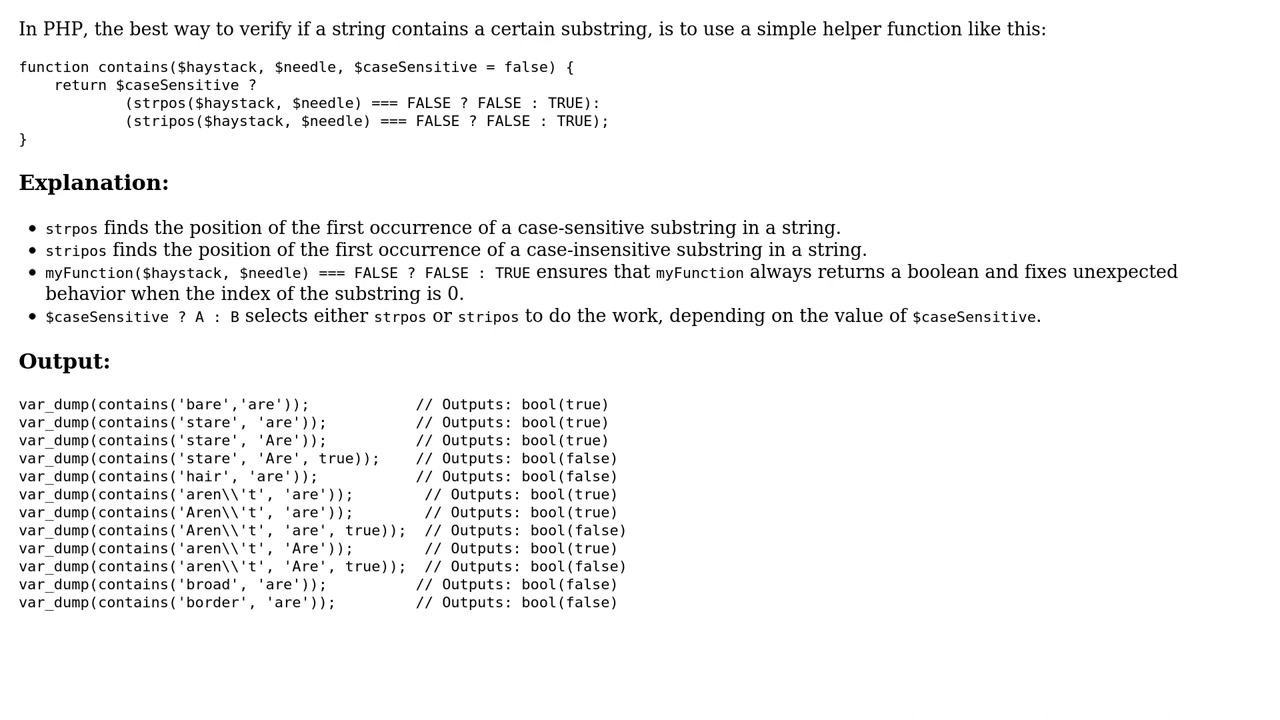 In PHP, the best way to verify if a string contains a certain substring, is to use a simple helper function like this:
function contains($haystack, $needle, $caseSensitive = false) {
    return $caseSensitive ?
            (strpos($haystack, $needle) === FALSE ? FALSE : TRUE):
            (stripos($haystack, $needle) === FALSE ? FALSE : TRUE);
}
Explanation:
• strpos finds the position of the first occurrence of a case-sensitive substring in a string.
• stripos finds the position of the first occurrence of a case-insensitive substring in a string.
• myFunction($haystack, $needle) === FALSE ? FALSE : TRUE ensures that myFunction always returns a boolean and fixes unexpected
behavior when the index of the substring is 0.
• $caseSensitive ? A : B selects either strpos or stripos to do the work, depending on the value of $caseSensitive.
Output:
var_dump(contains('bare','are'));            // Outputs: bool(true)
var_dump(contains('stare', 'are'));          // Outputs: bool(true)
var_dump(contains('stare', 'Are'));          // Outputs: bool(true)
var_dump(contains('stare', 'Are', true));    // Outputs: bool(false)
var_dump(contains('hair', 'are'));           // Outputs: bool(false)
var_dump(contains('aren\\'t', 'are'));        // Outputs: bool(true)
var_dump(contains('Aren\\'t', 'are'));        // Outputs: bool(true)
var_dump(contains('Aren\\'t', 'are', true));  // Outputs: bool(false)
var_dump(contains('aren\\'t', 'Are'));        // Outputs: bool(true)
var_dump(contains('aren\\'t', 'Are', true));  // Outputs: bool(false)
var_dump(contains('broad', 'are'));          // Outputs: bool(false)
var_dump(contains('border', 'are'));         // Outputs: bool(false)